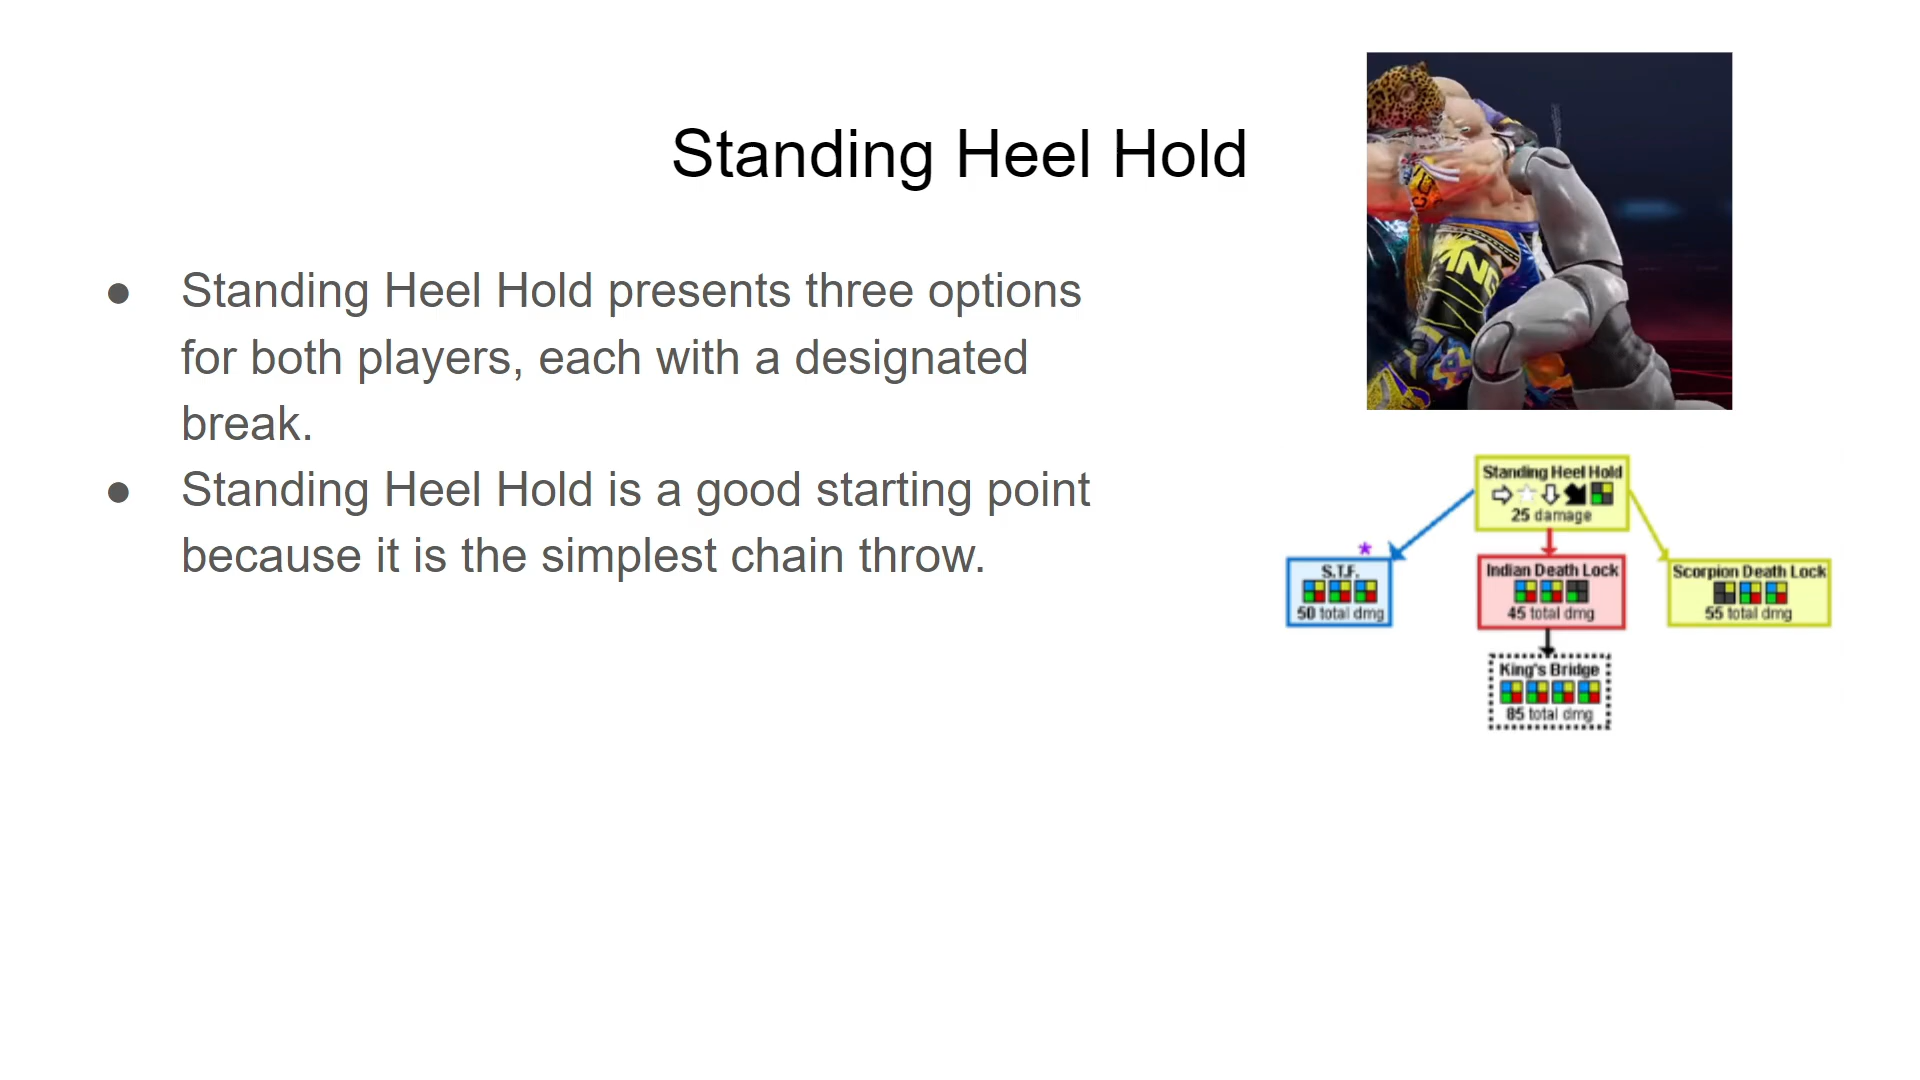 Standing Heel Hold
● Standing Heel Hold presents three options
for both players, each with a designated
break.
● Standing Heel Hold is a good starting point
because it is the simplest chain throw.
KING
Standing Heel Hold
25 damage
*
S.T.F.
50 total dmg
Indian Death Lock
45 total dmg
Scorpion Death Lock
55 total dmg
King's Bridge
85 total dmg